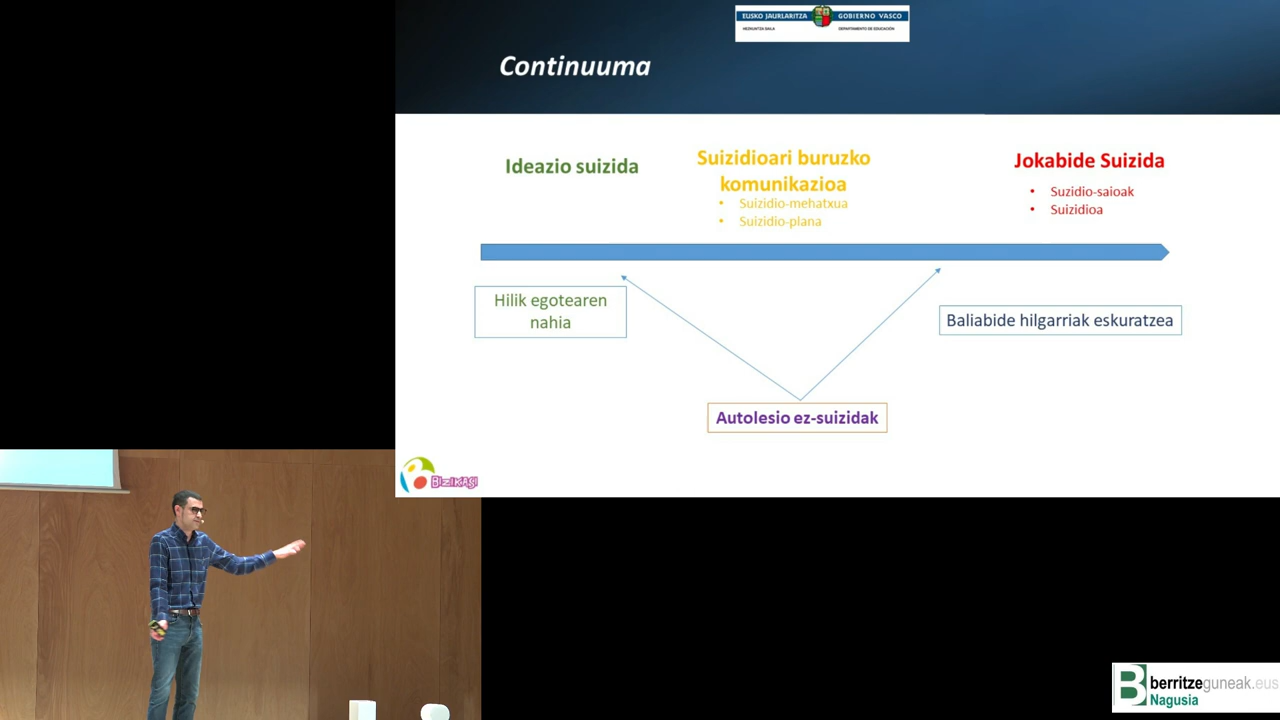 EUSKO JAURLARITZA
GOBIERNO VASCO
HEZKUNTZA SAILA
DEPARTAMENTO DE EDUCACIÓN
Continuuma
Ideazio suizida
Suizidioari buruzko
komunikazioa
• Suizidio-mehatxua
• Suizidio-plana
Jokabide Suizida
• Suzidio-saioak
• Suizidioa
Hilik egotearen
nahia
Baliabide hilgarriak eskuratzea
Autolesio ez-suizidak
BIZIKASI
B berritzeguneak.eus
Nagusia